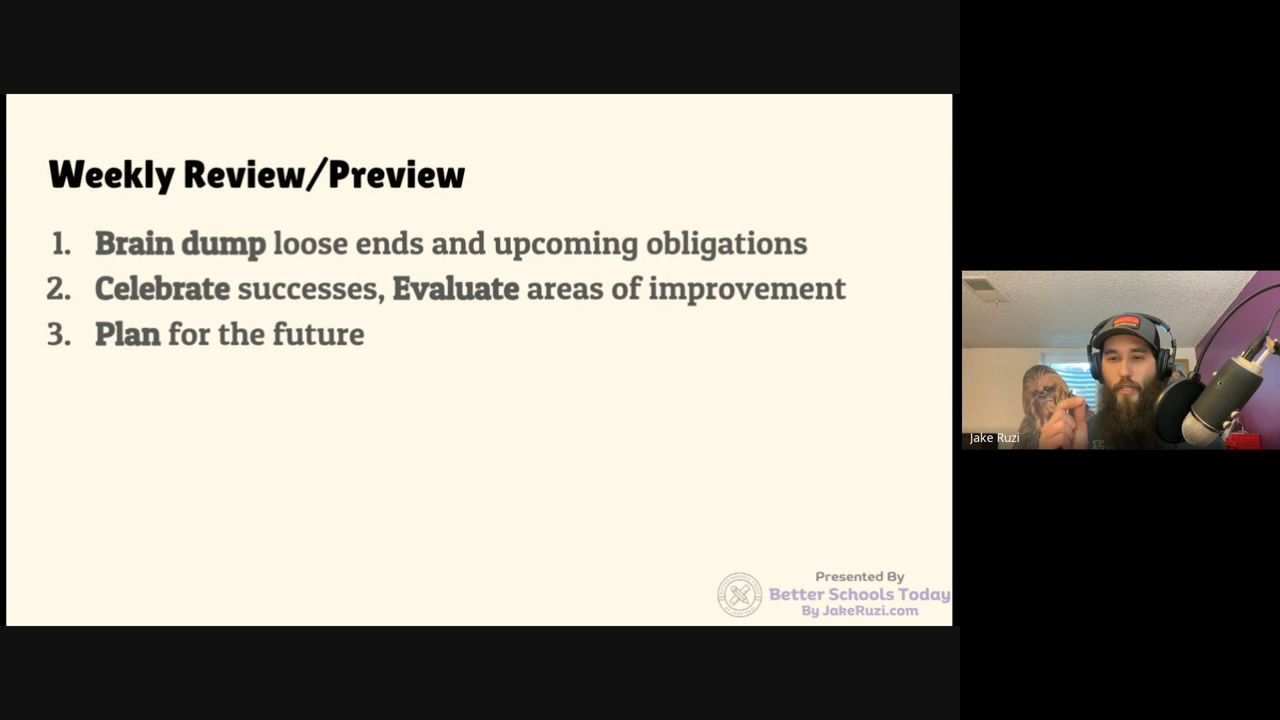 Weekly Review/Preview
1. Brain dump loose ends and upcoming obligations
2. Celebrate successes, Evaluate areas of improvement
3. Plan for the future
Presented By
Better Schools Today
By JakeRuzi.com
Jake Ruzi